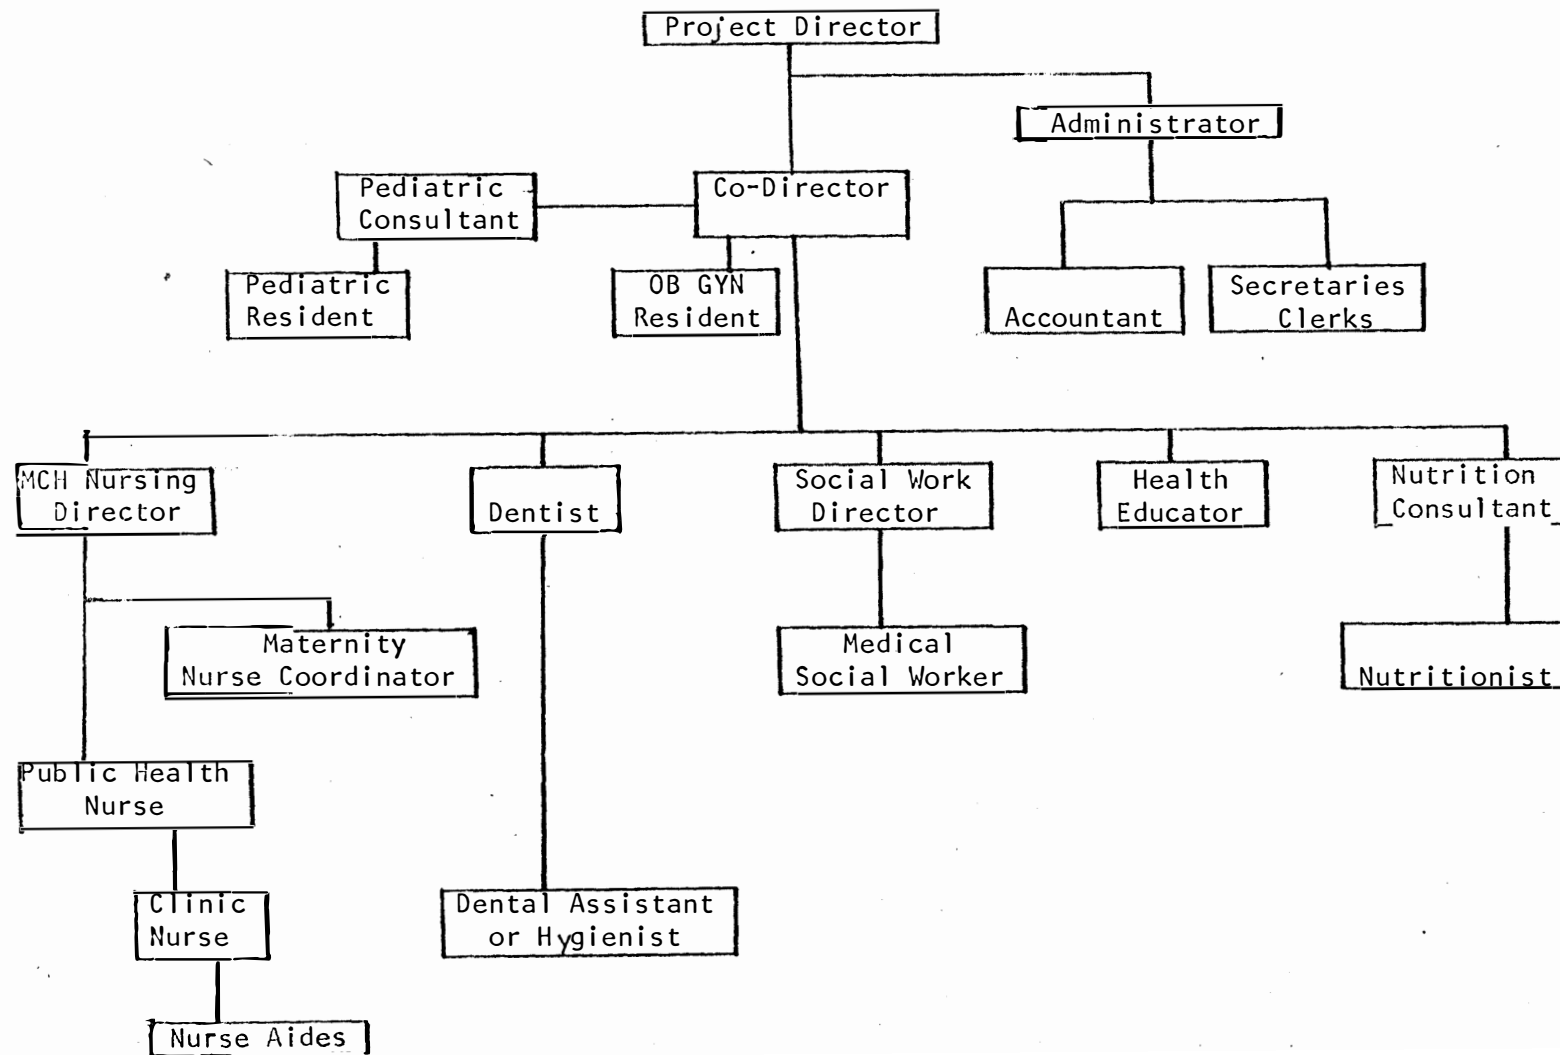 Project Director
Administrator
Pediatric
Consultant
Co-Director
Pediatric
Resident
OB GYN
Resident
Accountant
Secretaries
Clerks
MCH Nursing
Director
Dentist
Social Work
Director
Health
Educator
Nutrition
Consultant
Maternity
Nurse Coordinator
Medical
Social Worker
Nutritionist
Public Health
Nurse
Clinic
Nurse
Dental Assistant
or Hygienist
Nurse Aides